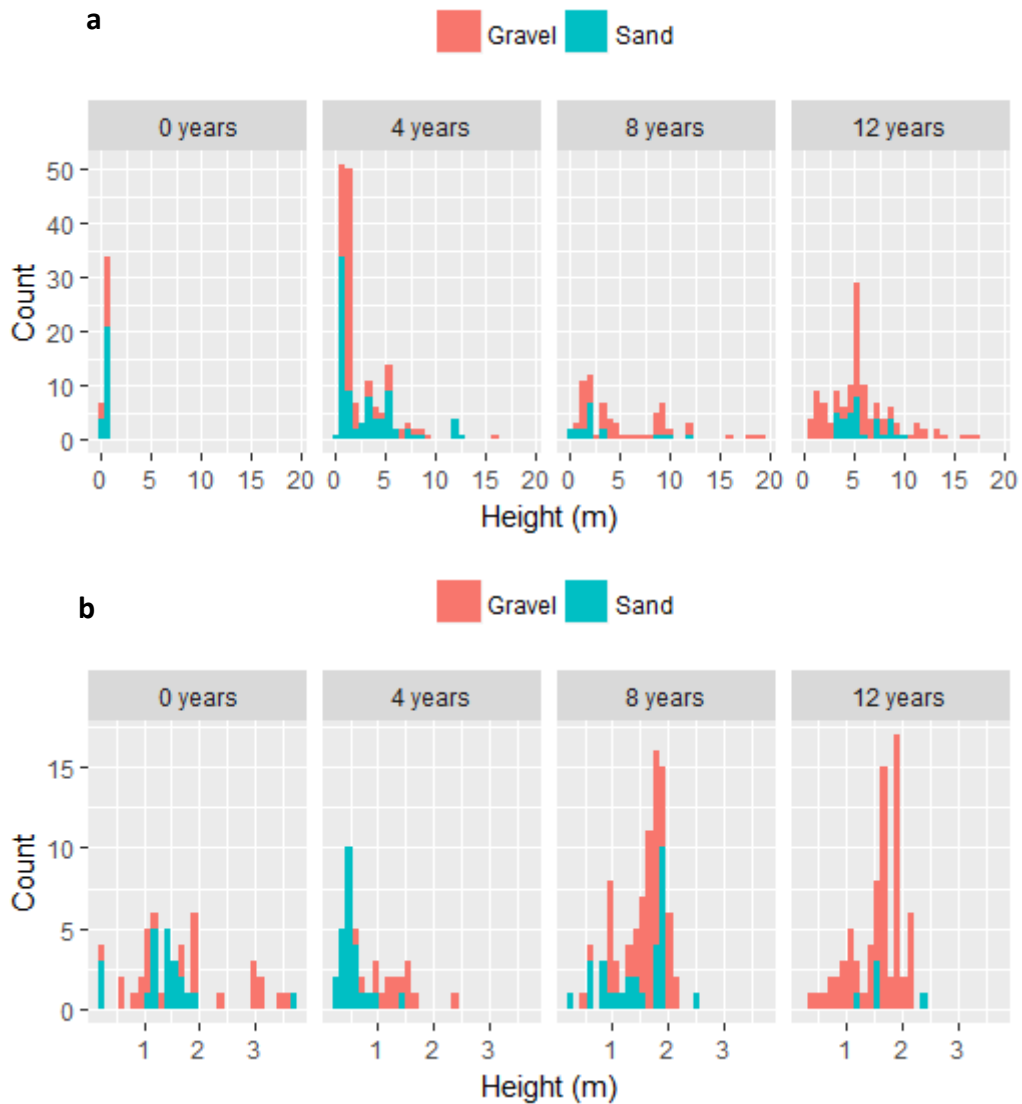 a
Gravel Sand
0 years 4 years 8 years 12 years
50
40
30
20
10
0
Count
0 5 10 15 20 0 5 10 15 20 0 5 10 15 20 0 5 10 15 20
Height (m)
b
Gravel Sand
0 years 4 years 8 years 12 years
15
10
5
0
Count
1 2 3 1 2 3 1 2 3 1 2 3
Height (m)